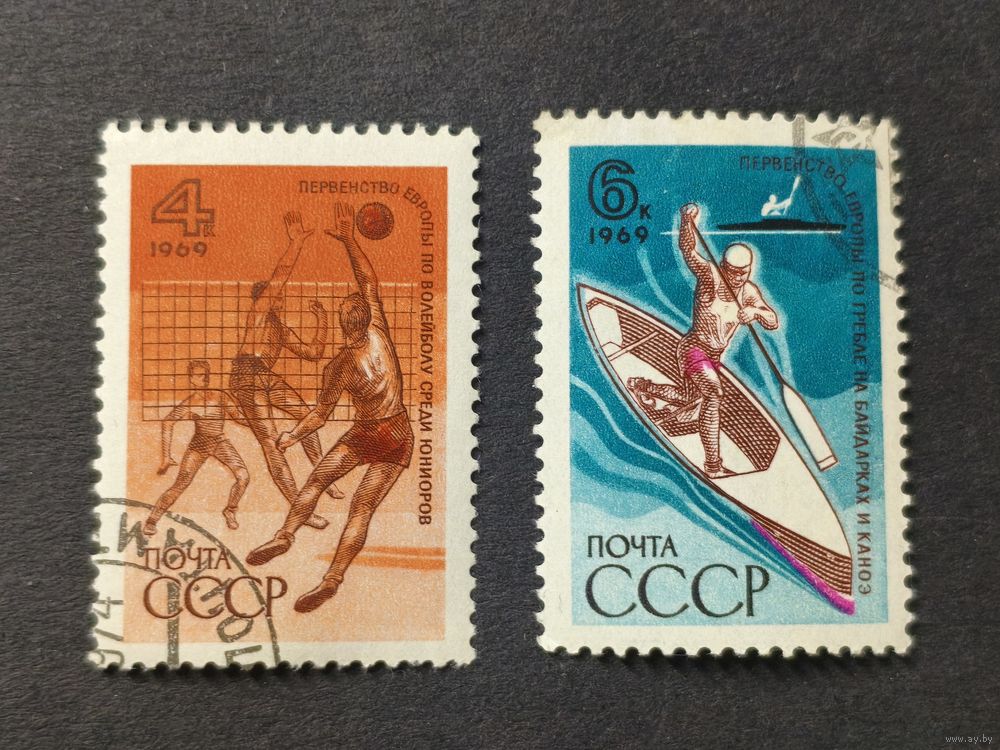 4к
1969
ПЕРВЕНСТВО ЕВРОПЫ ПО ВОЛЕЙБОЛУ СРЕДИ ЮНИОРОВ
ПОЧТА
СССР
6к
1969
ПЕРВЕНСТВО ЕВРОПЫ ПО ГРЕБЛЕ НА БАЙДАРКАХ И КАНОЭ
ПОЧТА
СССР
www.ay.by